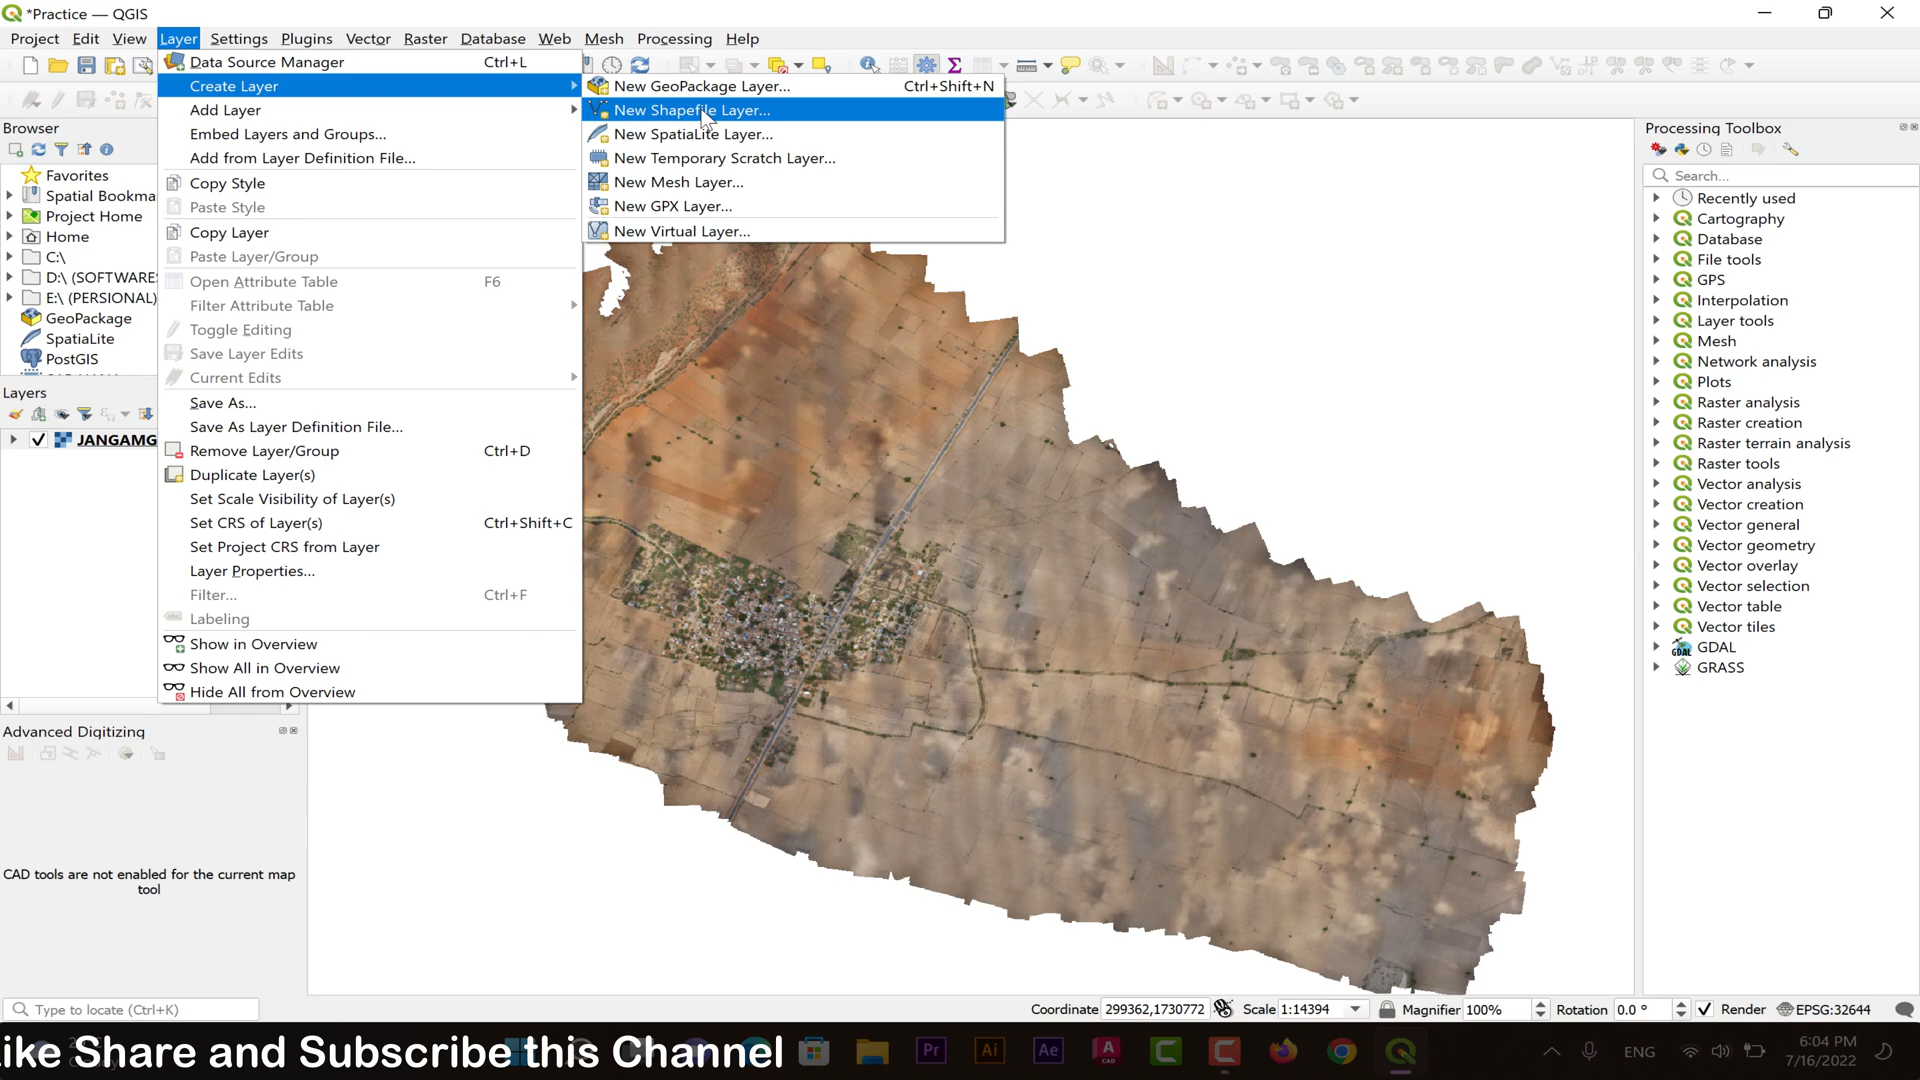 *Practice — QGIS
Project Edit View Layer Settings Plugins Vector Raster Database Web Mesh Processing Help
Data Source Manager Ctrl+L
Create Layer
Add Layer
Embed Layers and Groups...
Add from Layer Definition File...
Copy Style
Paste Style
Copy Layer
Paste Layer/Group
Open Attribute Table F6
Filter Attribute Table
Toggle Editing
Save Layer Edits
Current Edits
Save As...
Save As Layer Definition File...
Remove Layer/Group Ctrl+D
Duplicate Layer(s)
Set Scale Visibility of Layer(s)
Set CRS of Layer(s) Ctrl+Shift+C
Set Project CRS from Layer
Layer Properties...
Filter... Ctrl+F
Labeling
Show in Overview
Show All in Overview
Hide All from Overview
New GeoPackage Layer... Ctrl+Shift+N
New Shapefile Layer...
New SpatiaLite Layer...
New Temporary Scratch Layer...
New Mesh Layer...
New GPX Layer...
New Virtual Layer...
Browser
Favorites
Spatial Bookma
Project Home
Home
C:\
D:\ (SOFTWARE
E:\ (PERSIONAL)
GeoPackage
SpatiaLite
PostGIS
Layers
JANGAMG
Advanced Digitizing
CAD tools are not enabled for the current map
tool
Processing Toolbox
Search...
Recently used
Cartography
Database
File tools
GPS
Interpolation
Layer tools
Mesh
Network analysis
Plots
Raster analysis
Raster creation
Raster terrain analysis
Raster tools
Vector analysis
Vector creation
Vector general
Vector geometry
Vector overlay
Vector selection
Vector table
Vector tiles
GDAL
GRASS
Type to locate (Ctrl+K)
Coordinate 299362,1730772 Scale 1:14394 Magnifier 100% Rotation 0.0 ° Render EPSG:32644
ike Share and Subscribe this Channel
Pr Ai Ae
ENG
6:04 PM
7/16/2022